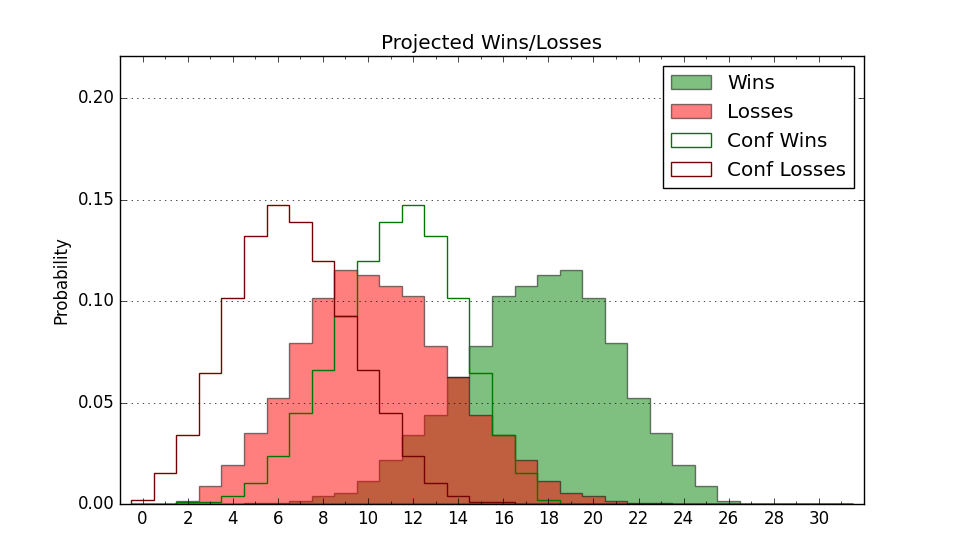 Projected Wins/Losses
Wins
Losses
Conf Wins
Conf Losses
Probability
0.20
0.15
0.10
0.05
0.00
0 2 4 6 8 10 12 14 16 18 20 22 24 26 28 30